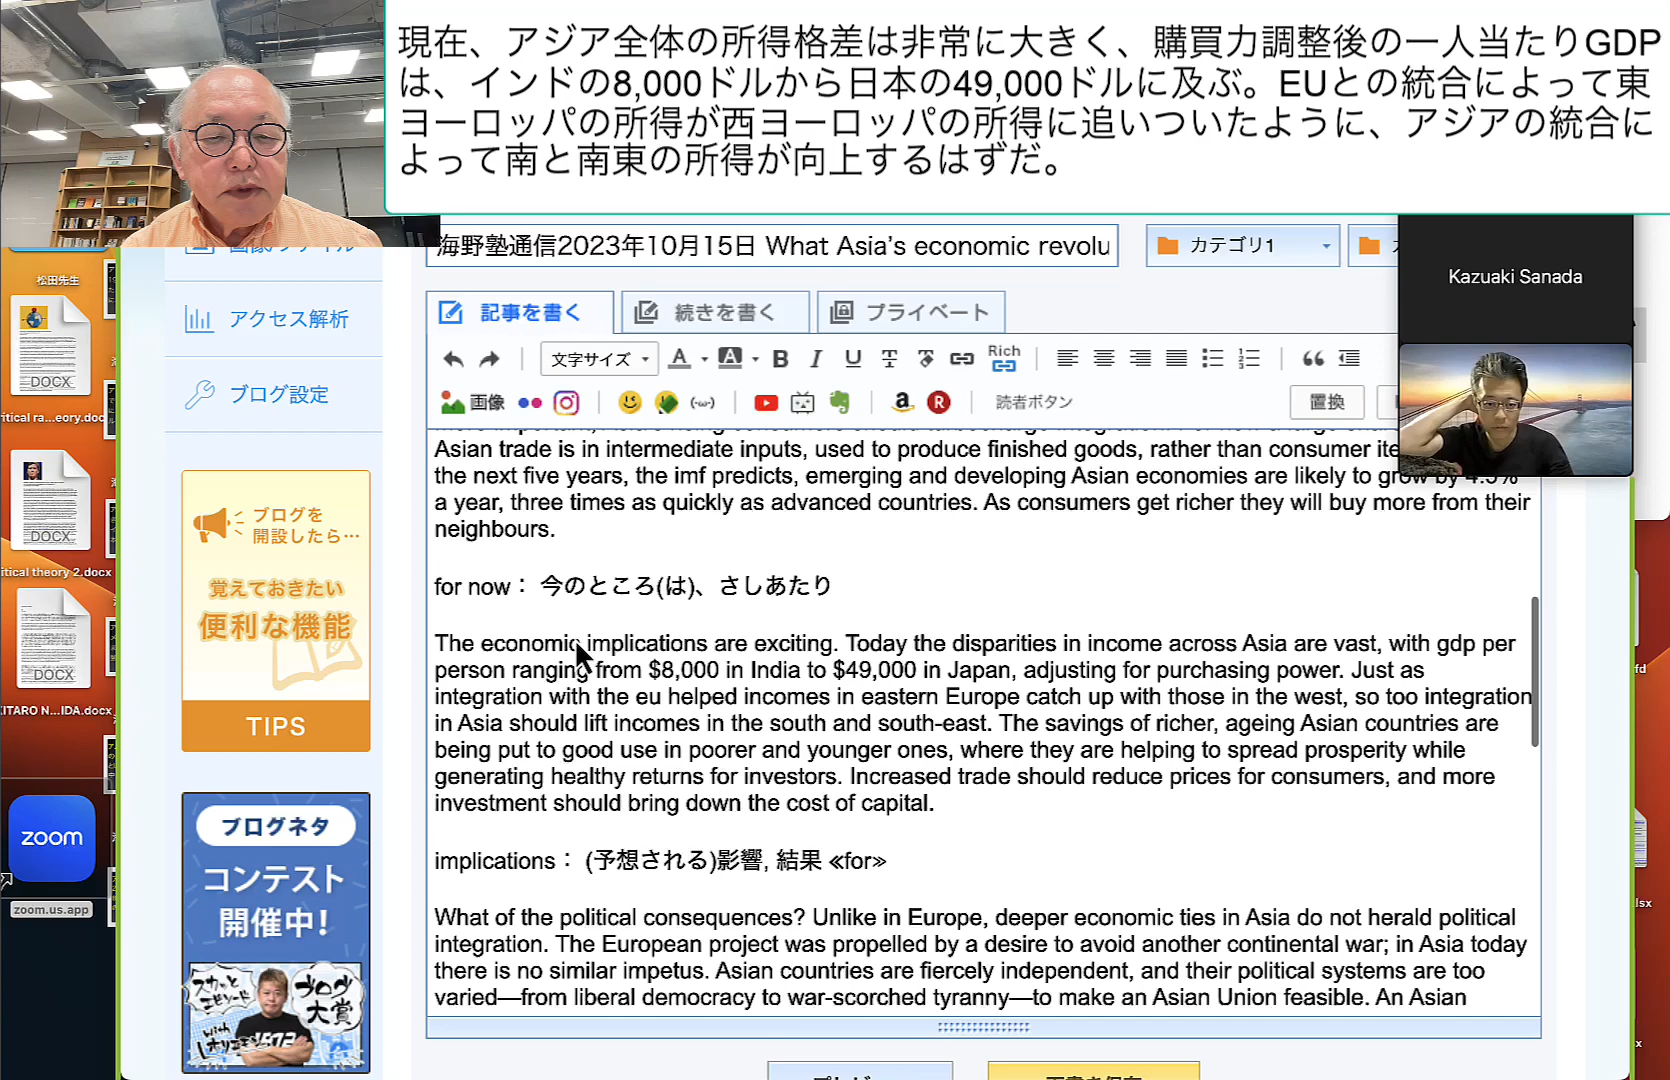 現在、アジア全体の所得格差は非常に大きく、購買力調整後の一人当たりGDP
は、インドの8,000ドルから日本の49,000ドルに及ぶ。EUとの統合によって東
ヨーロッパの所得が西ヨーロッパの所得に追いついたように、アジアの統合に
よって南と南東の所得が向上するはずだ。
海野塾通信2023年10月15日 What Asia's economic revolu
カテゴリ1
Kazuaki Sanada
松田先生
アクセス解析
記事を書く
続きを書く
プライベート
DOCX
ブログ設定
文字サイズ
Rich
画像
読者ボタン
置換
itical ra...eory.docx
Asian trade is in intermediate inputs, used to produce finished goods, rather than consumer ite
the next five years, the imf predicts, emerging and developing Asian economies are likely to grow by 4.5%
a year, three times as quickly as advanced countries. As consumers get richer they will buy more from their
neighbours.
for now： 今のところ(は)、さしあたり
The economic implications are exciting. Today the disparities in income across Asia are vast, with gdp per
person ranging from $8,000 in India to $49,000 in Japan, adjusting for purchasing power. Just as
integration with the eu helped incomes in eastern Europe catch up with those in the west, so too integration
in Asia should lift incomes in the south and south-east. The savings of richer, ageing Asian countries are
being put to good use in poorer and younger ones, where they are helping to spread prosperity while
generating healthy returns for investors. Increased trade should reduce prices for consumers, and more
investment should bring down the cost of capital.
implications： (予想される)影響, 結果 ≪for≫
What of the political consequences? Unlike in Europe, deeper economic ties in Asia do not herald political
integration. The European project was propelled by a desire to avoid another continental war; in Asia today
there is no similar impetus. Asian countries are fiercely independent, and their political systems are too
varied—from liberal democracy to war-scorched tyranny—to make an Asian Union feasible. An Asian
ブログを
開設したら…
覚えておきたい
便利な機能
TIPS
DOCX
itical theory 2.docx
DOCX
ITARO N...IDA.docx
zoom
zoom.us.app
ブログネタ
コンテスト
開催中!
スカッと
エピソード
with
ホリエモン
ブログ
大賞